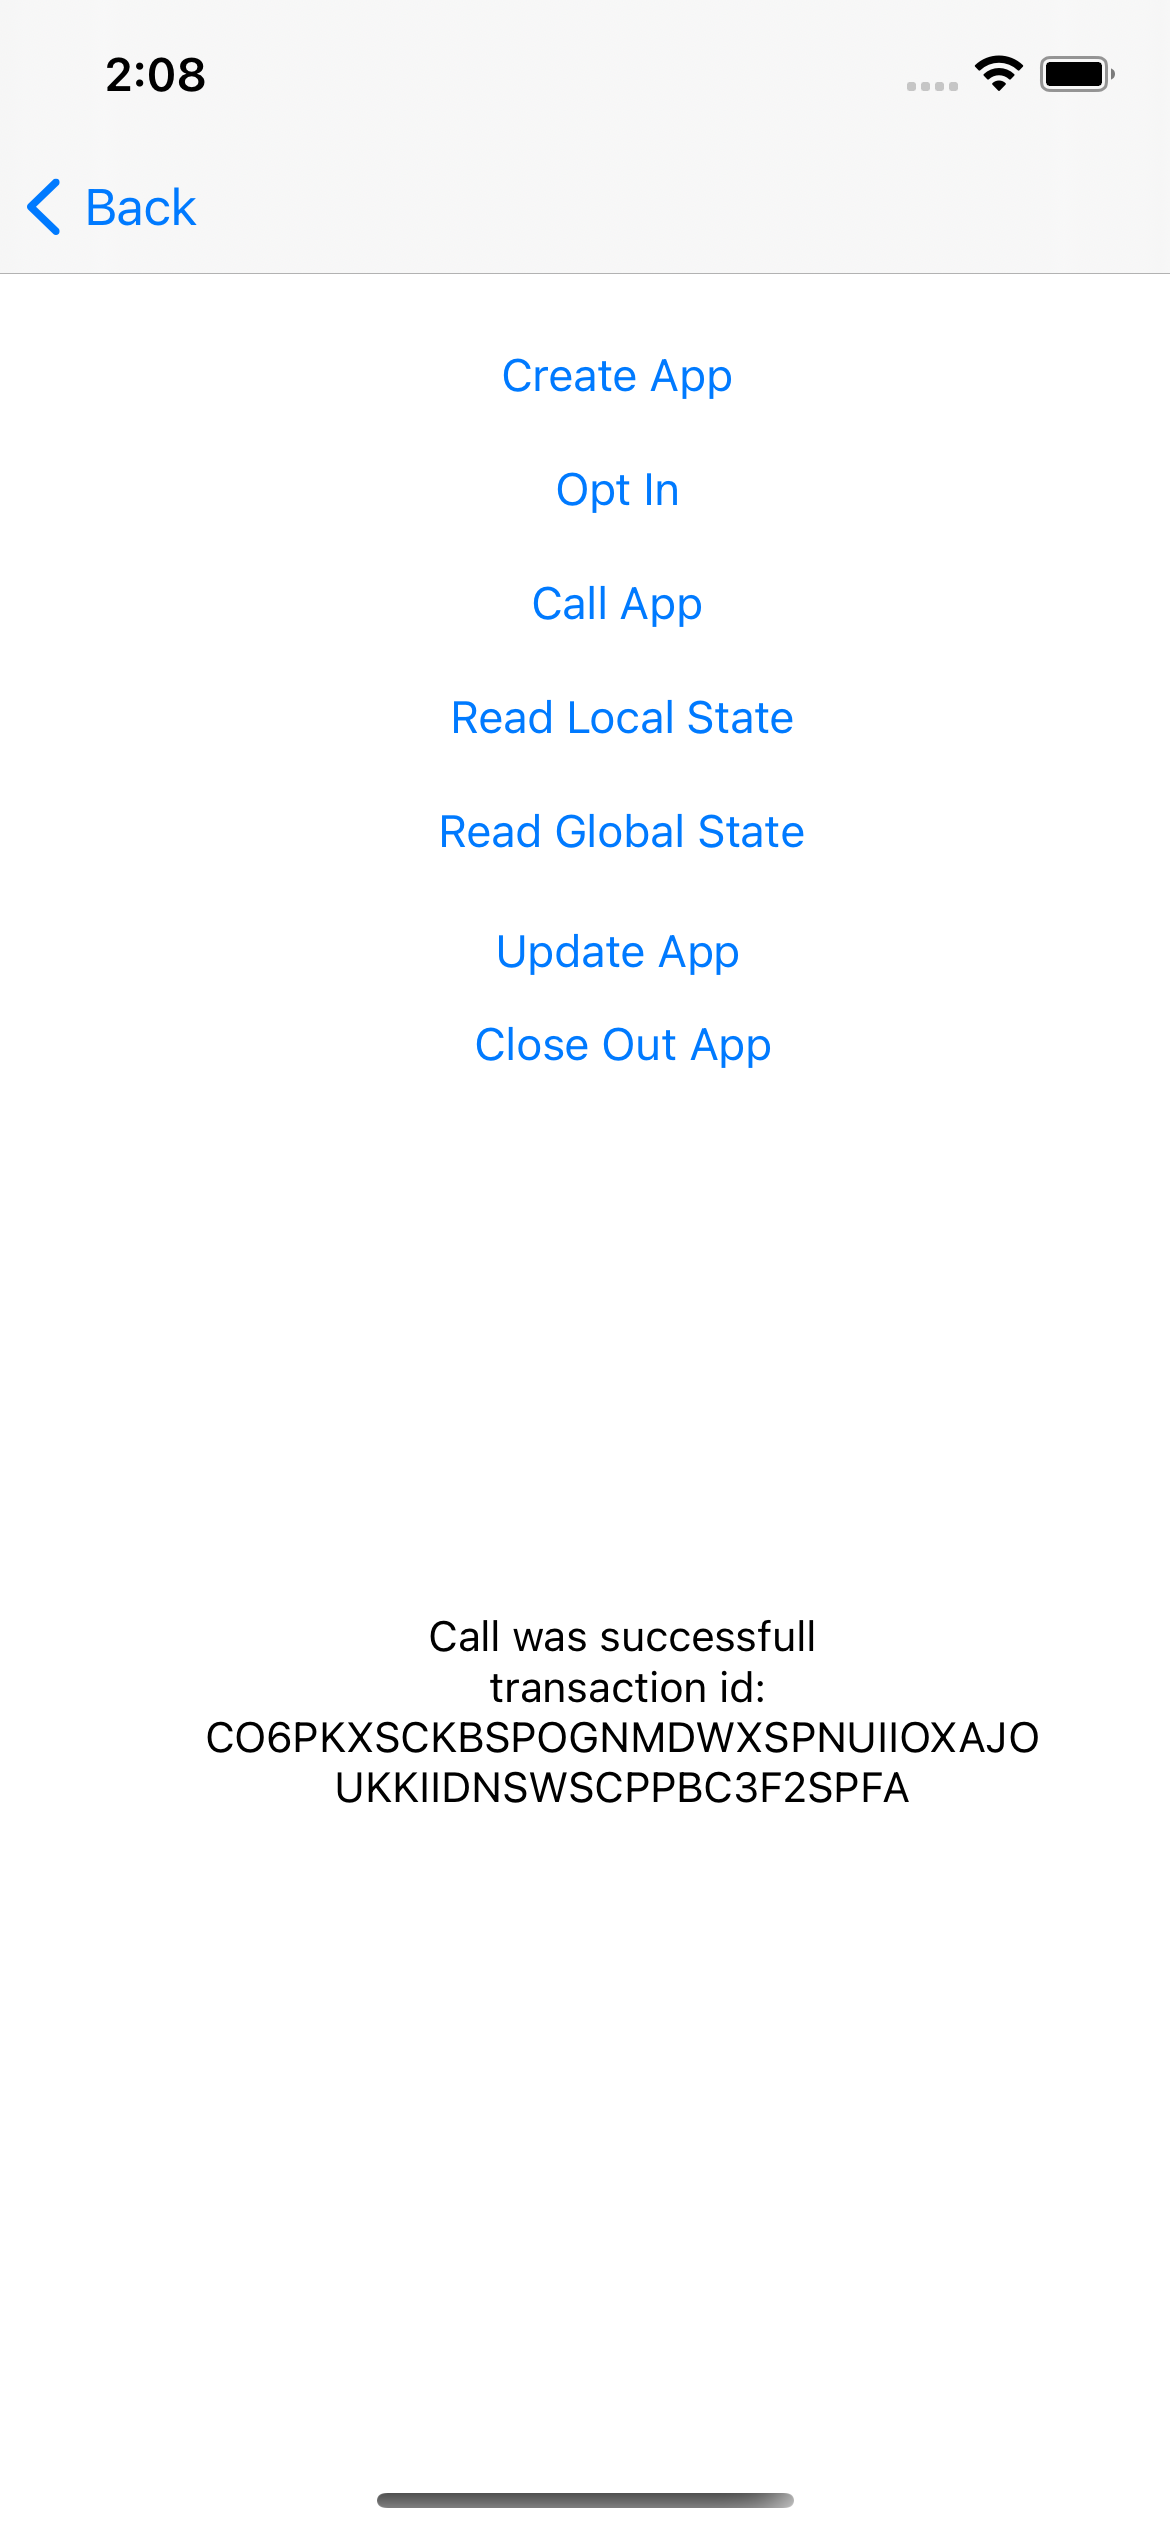 2:08
Back
Create App
Opt In
Call App
Read Local State
Read Global State
Update App
Close Out App
Call was successfull
transaction id:
CO6PKXSCKBSPOGNMDWXSPNUIIOXAJO
UKKIIDNSWSCPPBC3F2SPFA